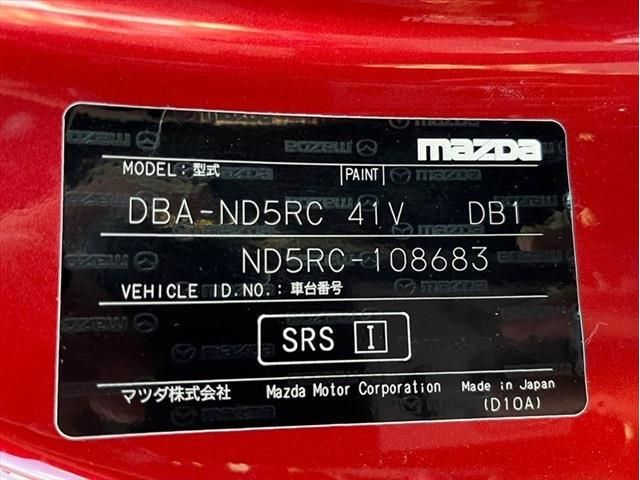 mazda
MODEL:型式 PAINT
DBA-ND5RC 41V DB1
ND5RC-108683
VEHICLE ID.NO.:車台番号
SRS I
マツダ株式会社 Mazda Motor Corporation Made in Japan
(D10A)